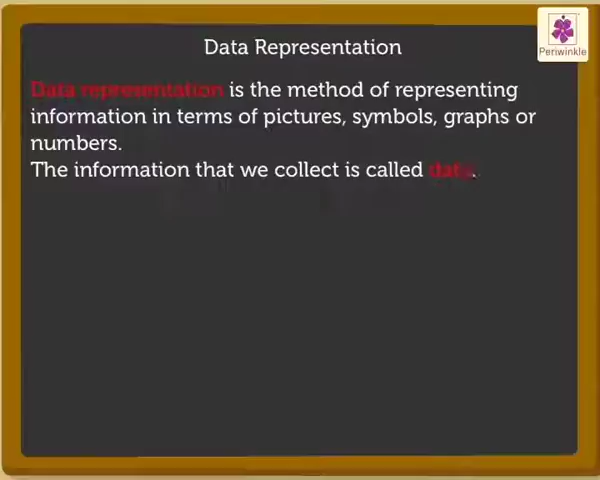 Data Representation
Periwinkle
Data representation is the method of representing
information in terms of pictures, symbols, graphs or
numbers.
The information that we collect is called data.